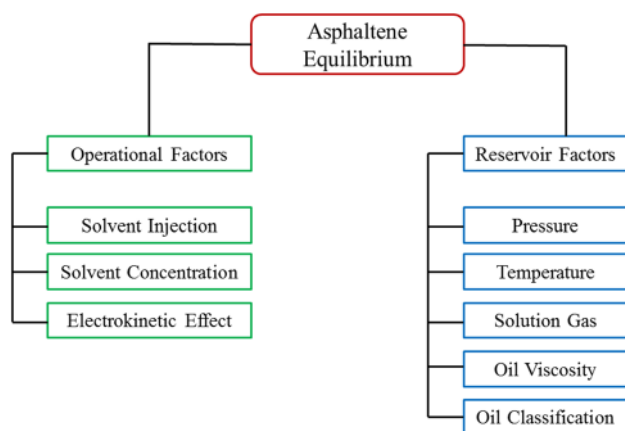 Asphaltene
Equilibrium
Operational Factors
Solvent Injection
Solvent Concentration
Electrokinetic Effect
Reservoir Factors
Pressure
Temperature
Solution Gas
Oil Viscosity
Oil Classification